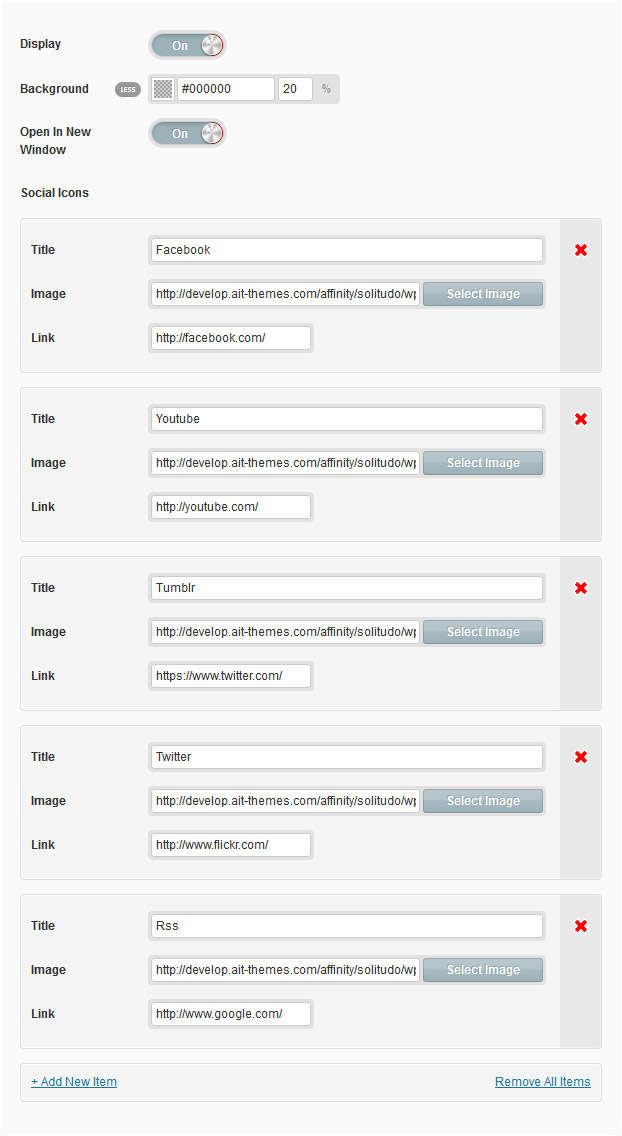 Display On
Background LESS #000000 20 %
Open In New
Window On
Social Icons
Title Facebook
Image http://develop.ait-themes.com/affinity/solitudo/wp Select Image
Link http://facebook.com/
Title Youtube
Image http://develop.ait-themes.com/affinity/solitudo/wp Select Image
Link http://youtube.com/
Title Tumblr
Image http://develop.ait-themes.com/affinity/solitudo/wp Select Image
Link https://www.twitter.com/
Title Twitter
Image http://develop.ait-themes.com/affinity/solitudo/wp Select Image
Link http://www.flickr.com/
Title Rss
Image http://develop.ait-themes.com/affinity/solitudo/wp Select Image
Link http://www.google.com/
+ Add New Item Remove All Items